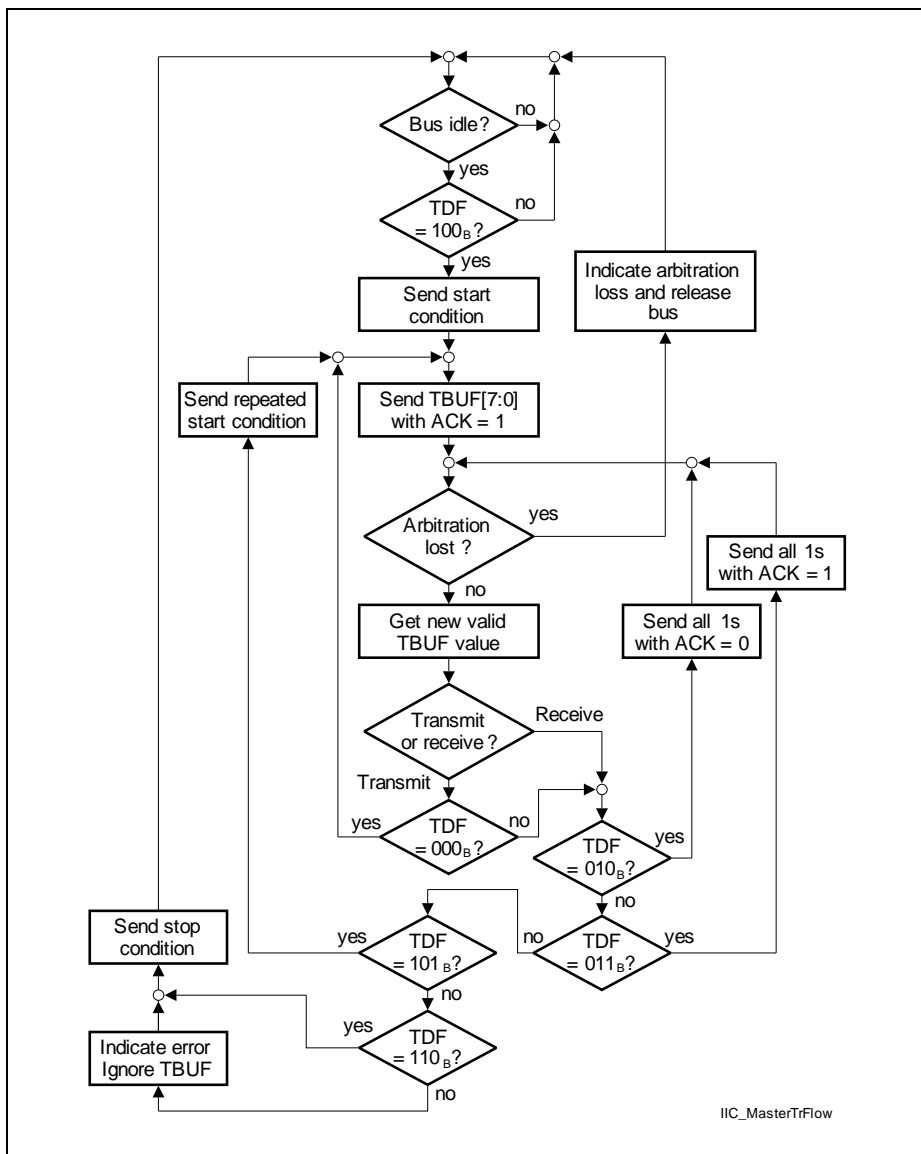 Bus idle?
no
yes
TDF
= 100B?
no
yes
Send start
condition
Indicate arbitration
loss and release
bus
Send repeated
start condition
Send TBUF[7:0]
with ACK = 1
Arbitration
lost ?
yes
no
Send all 1s
with ACK = 1
Get new valid
TBUF value
Send all 1s
with ACK = 0
Transmit
or receive ?
Receive
Transmit
yes
TDF
= 000B?
no
TDF
= 010B?
yes
no
Send stop
condition
yes
TDF
= 101B?
no
TDF
= 011B?
yes
no
Indicate error
Ignore TBUF
yes
TDF
= 110B?
no
IIC_MasterTrFlow